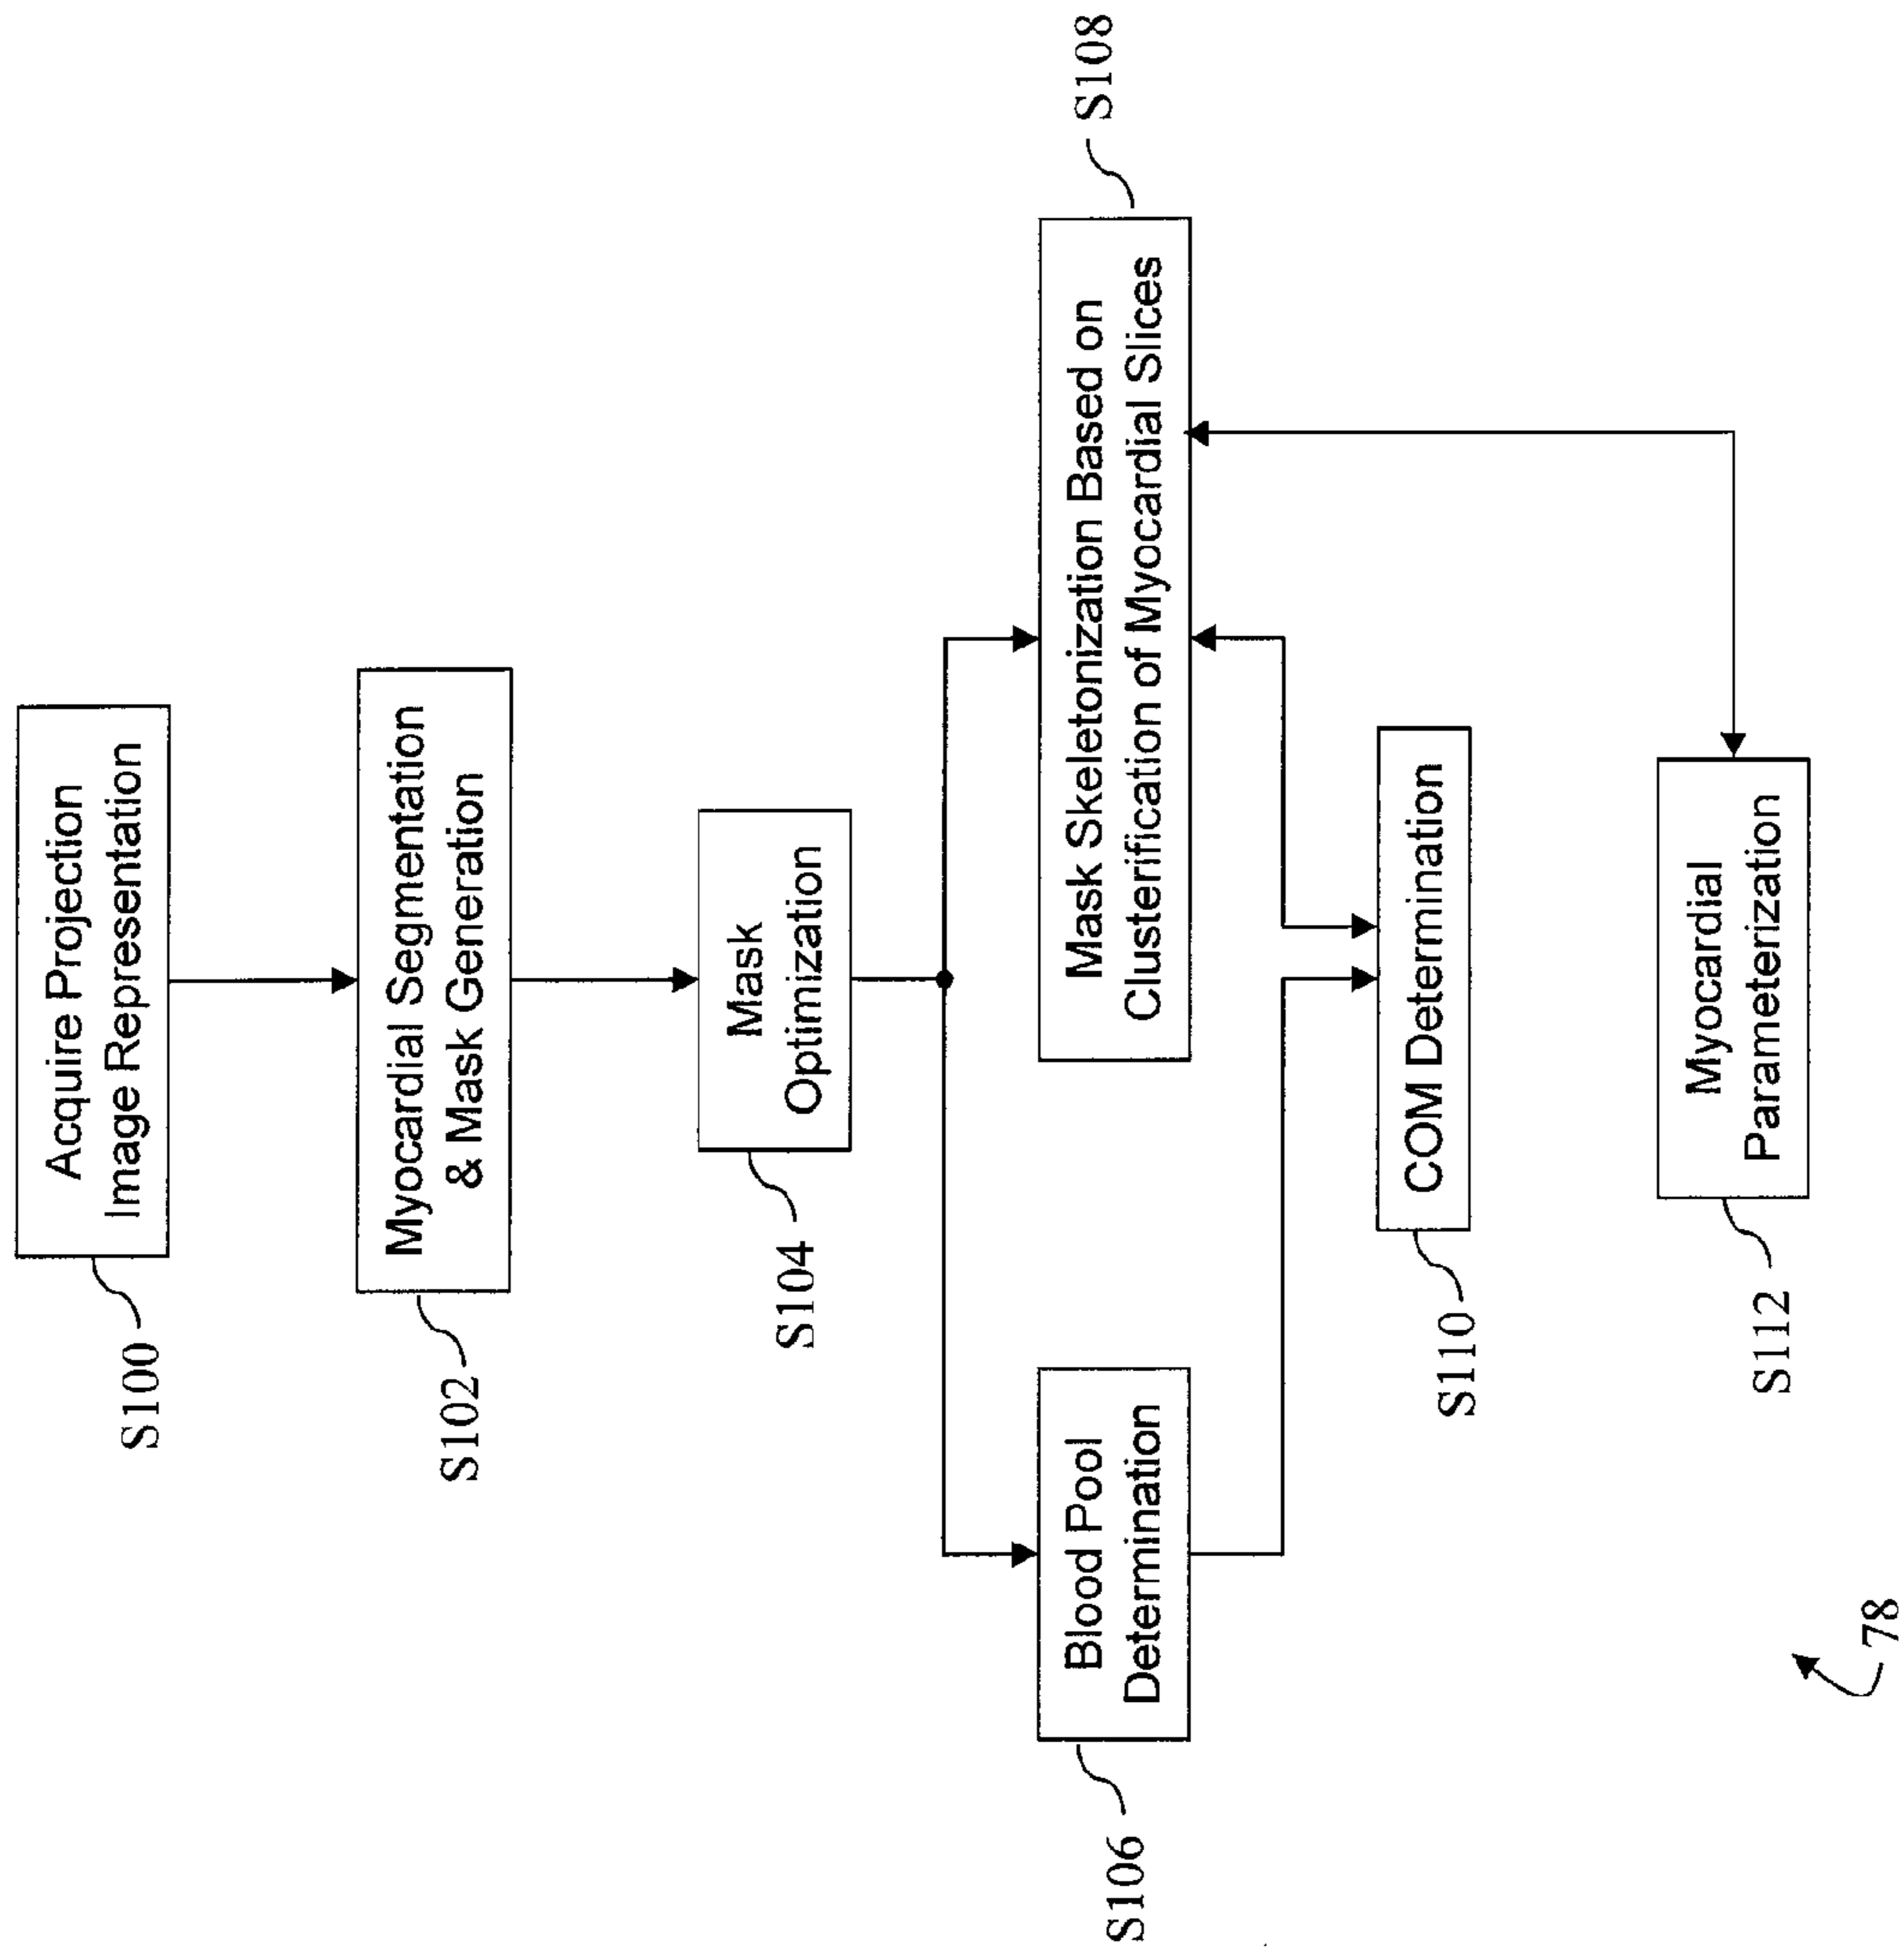 S100
Acquire Projection
Image Representation
S102
Myocardial Segmentation
& Mask Generation
S104
Mask
Optimization
S106
Blood Pool
Determination
S108
Mask Skeletonization Based on
Clusterification of Myocardial Slices
S110
COM Determination
S112
Myocardial
Parameterization
78